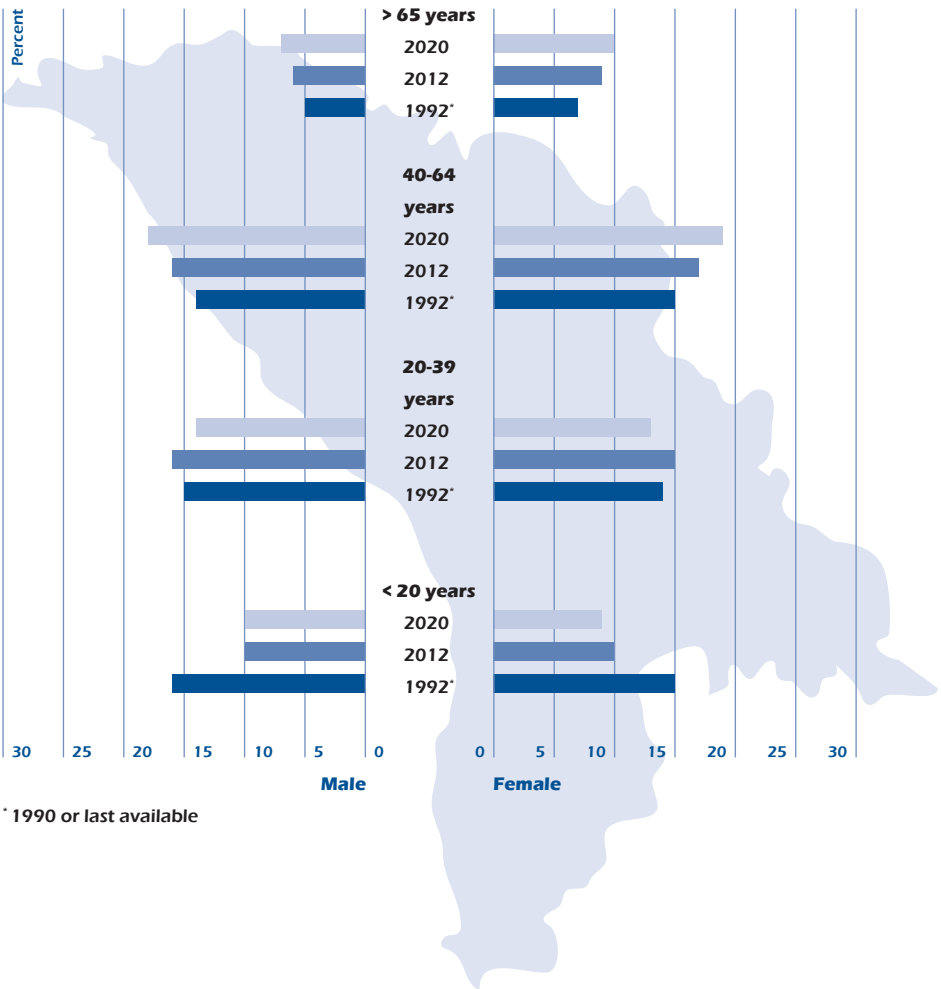 Percent
> 65 years
2020
2012
1992*
40-64
years
2020
2012
1992*
20-39
years
2020
2012
1992*
< 20 years
2020
2012
1992*
30 25 20 15 10 5 0 0 5 10 15 20 25 30
Male Female
* 1990 or last available